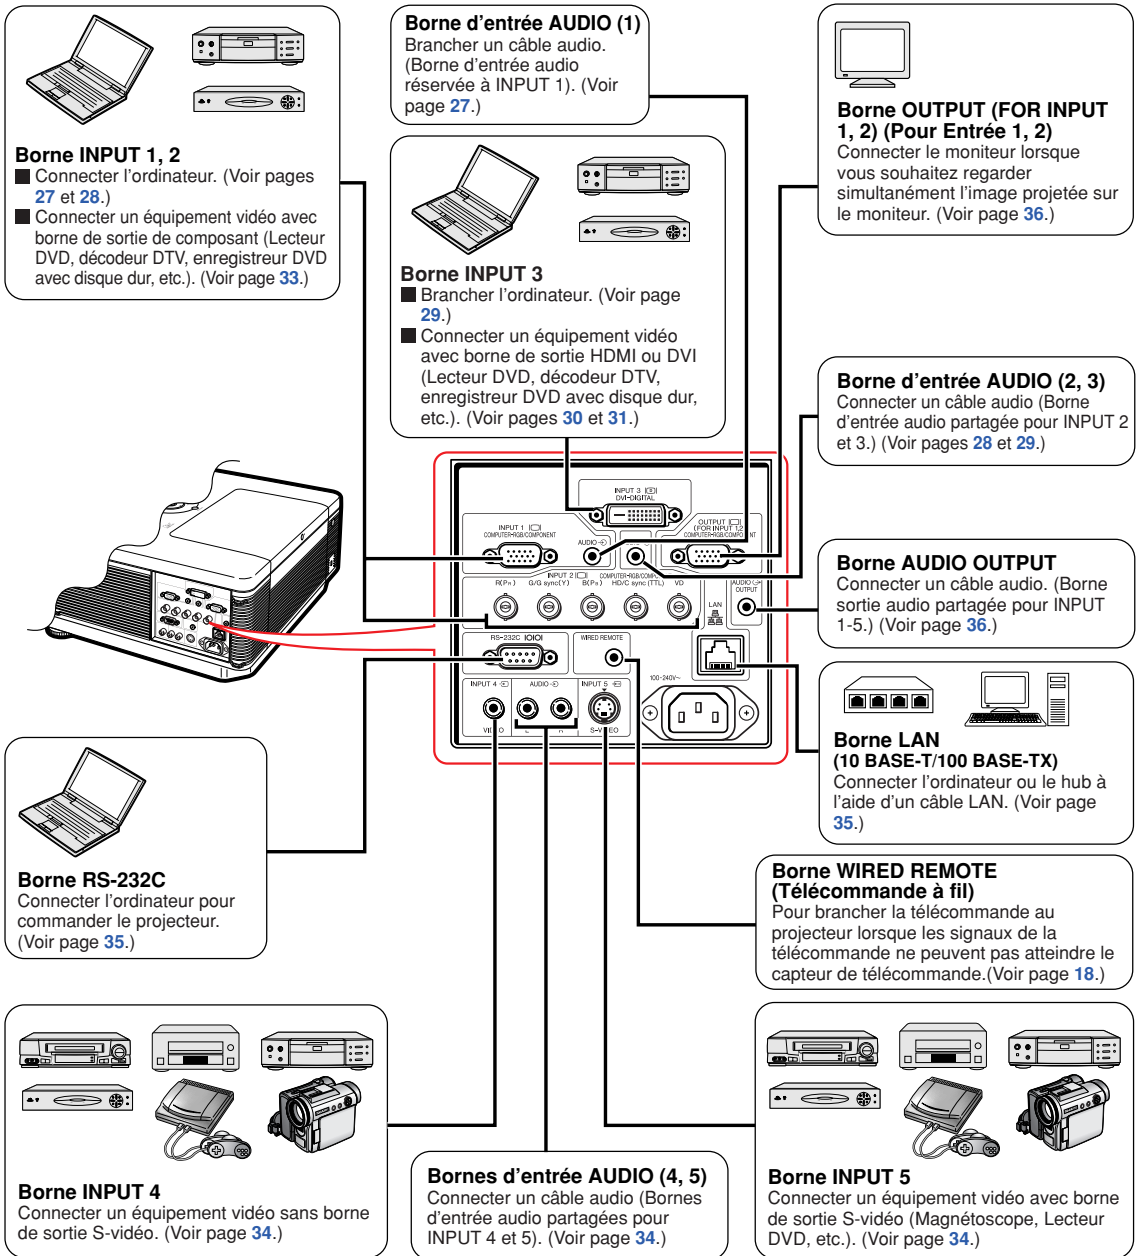 Borne d’entrée AUDIO (1)
Brancher un câble audio.
(Borne d’entrée audio
réservée à INPUT 1). (Voir
page 27.)
Borne OUTPUT (FOR INPUT
1, 2) (Pour Entrée 1, 2)
Connecter le moniteur lorsque
vous souhaitez regarder
simultanément l’image projetée sur
le moniteur. (Voir page 36.)
Borne INPUT 1, 2
■ Connecter l’ordinateur. (Voir pages
27 et 28.)
■ Connecter un équipement vidéo avec
borne de sortie de composant (Lecteur
DVD, décodeur DTV, enregistreur DVD
avec disque dur, etc.). (Voir page 33.)
Borne INPUT 3
■ Brancher l’ordinateur. (Voir page
29.)
■ Connecter un équipement vidéo
avec borne de sortie HDMI ou DVI
(Lecteur DVD, décodeur DTV,
enregistreur DVD avec disque dur,
etc.). (Voir pages 30 et 31.)
Borne d’entrée AUDIO (2, 3)
Connecter un câble audio (Borne
d’entrée audio partagée pour INPUT 2
et 3.) (Voir pages 28 et 29.)
INPUT 3
DVI-DIGITAL
INPUT 1
COMPUTER-RGB/COMPONENT
AUDIO
OUTPUT
(FOR INPUT 1,2)
COMPUTER-RGB/COMPONENT
INPUT 2
R(PR) G/G sync(Y) B(PB) HD/C sync(TTL) VD
LAN
AUDIO
OUTPUT
RS-232C IOIOI
WIRED REMOTE
100-240V~
INPUT 4
AUDIO
INPUT 5
S-VIDEO
Borne AUDIO OUTPUT
Connecter un câble audio. (Borne
sortie audio partagée pour INPUT
1-5.) (Voir page 36.)
Borne LAN
(10 BASE-T/100 BASE-TX)
Connecter l’ordinateur ou le hub à
l’aide d’un câble LAN. (Voir page
35.)
Borne RS-232C
Connecter l’ordinateur pour
commander le projecteur.
(Voir page 35.)
Borne WIRED REMOTE
(Télécommande à fil)
Pour brancher la télécommande au
projecteur lorsque les signaux de la
télécommande ne peuvent pas atteindre le
capteur de télécommande.(Voir page 18.)
Borne INPUT 4
Connecter un équipement vidéo sans borne
de sortie S-vidéo. (Voir page 34.)
Bornes d’entrée AUDIO (4, 5)
Connecter un câble audio (Bornes
d’entrée audio partagées pour
INPUT 4 et 5). (Voir page 34.)
Borne INPUT 5
Connecter un équipement vidéo avec borne
de sortie S-vidéo (Magnétoscope, Lecteur
DVD, etc.). (Voir page 34.)